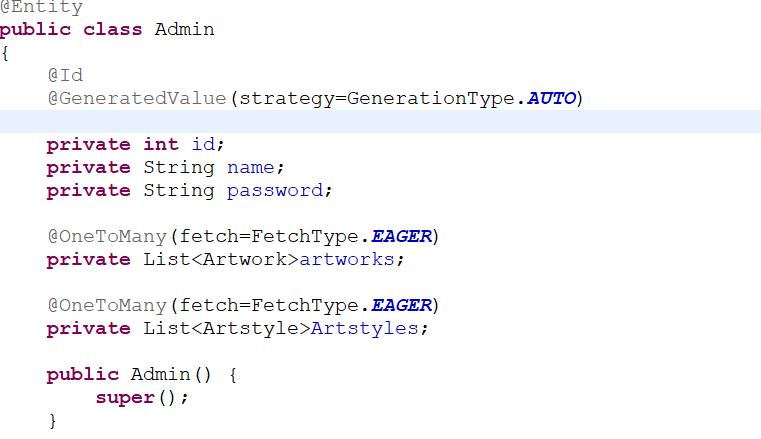 @Entity
public class Admin
{
    @Id
    @GeneratedValue(strategy=GenerationType.AUTO)
    private int id;
    private String name;
    private String password;
    @OneToMany(fetch=FetchType.EAGER)
    private List<Artwork>artworks;
    @OneToMany(fetch=FetchType.EAGER)
    private List<Artstyle>Artstyles;
    public Admin() {
        super();
    }